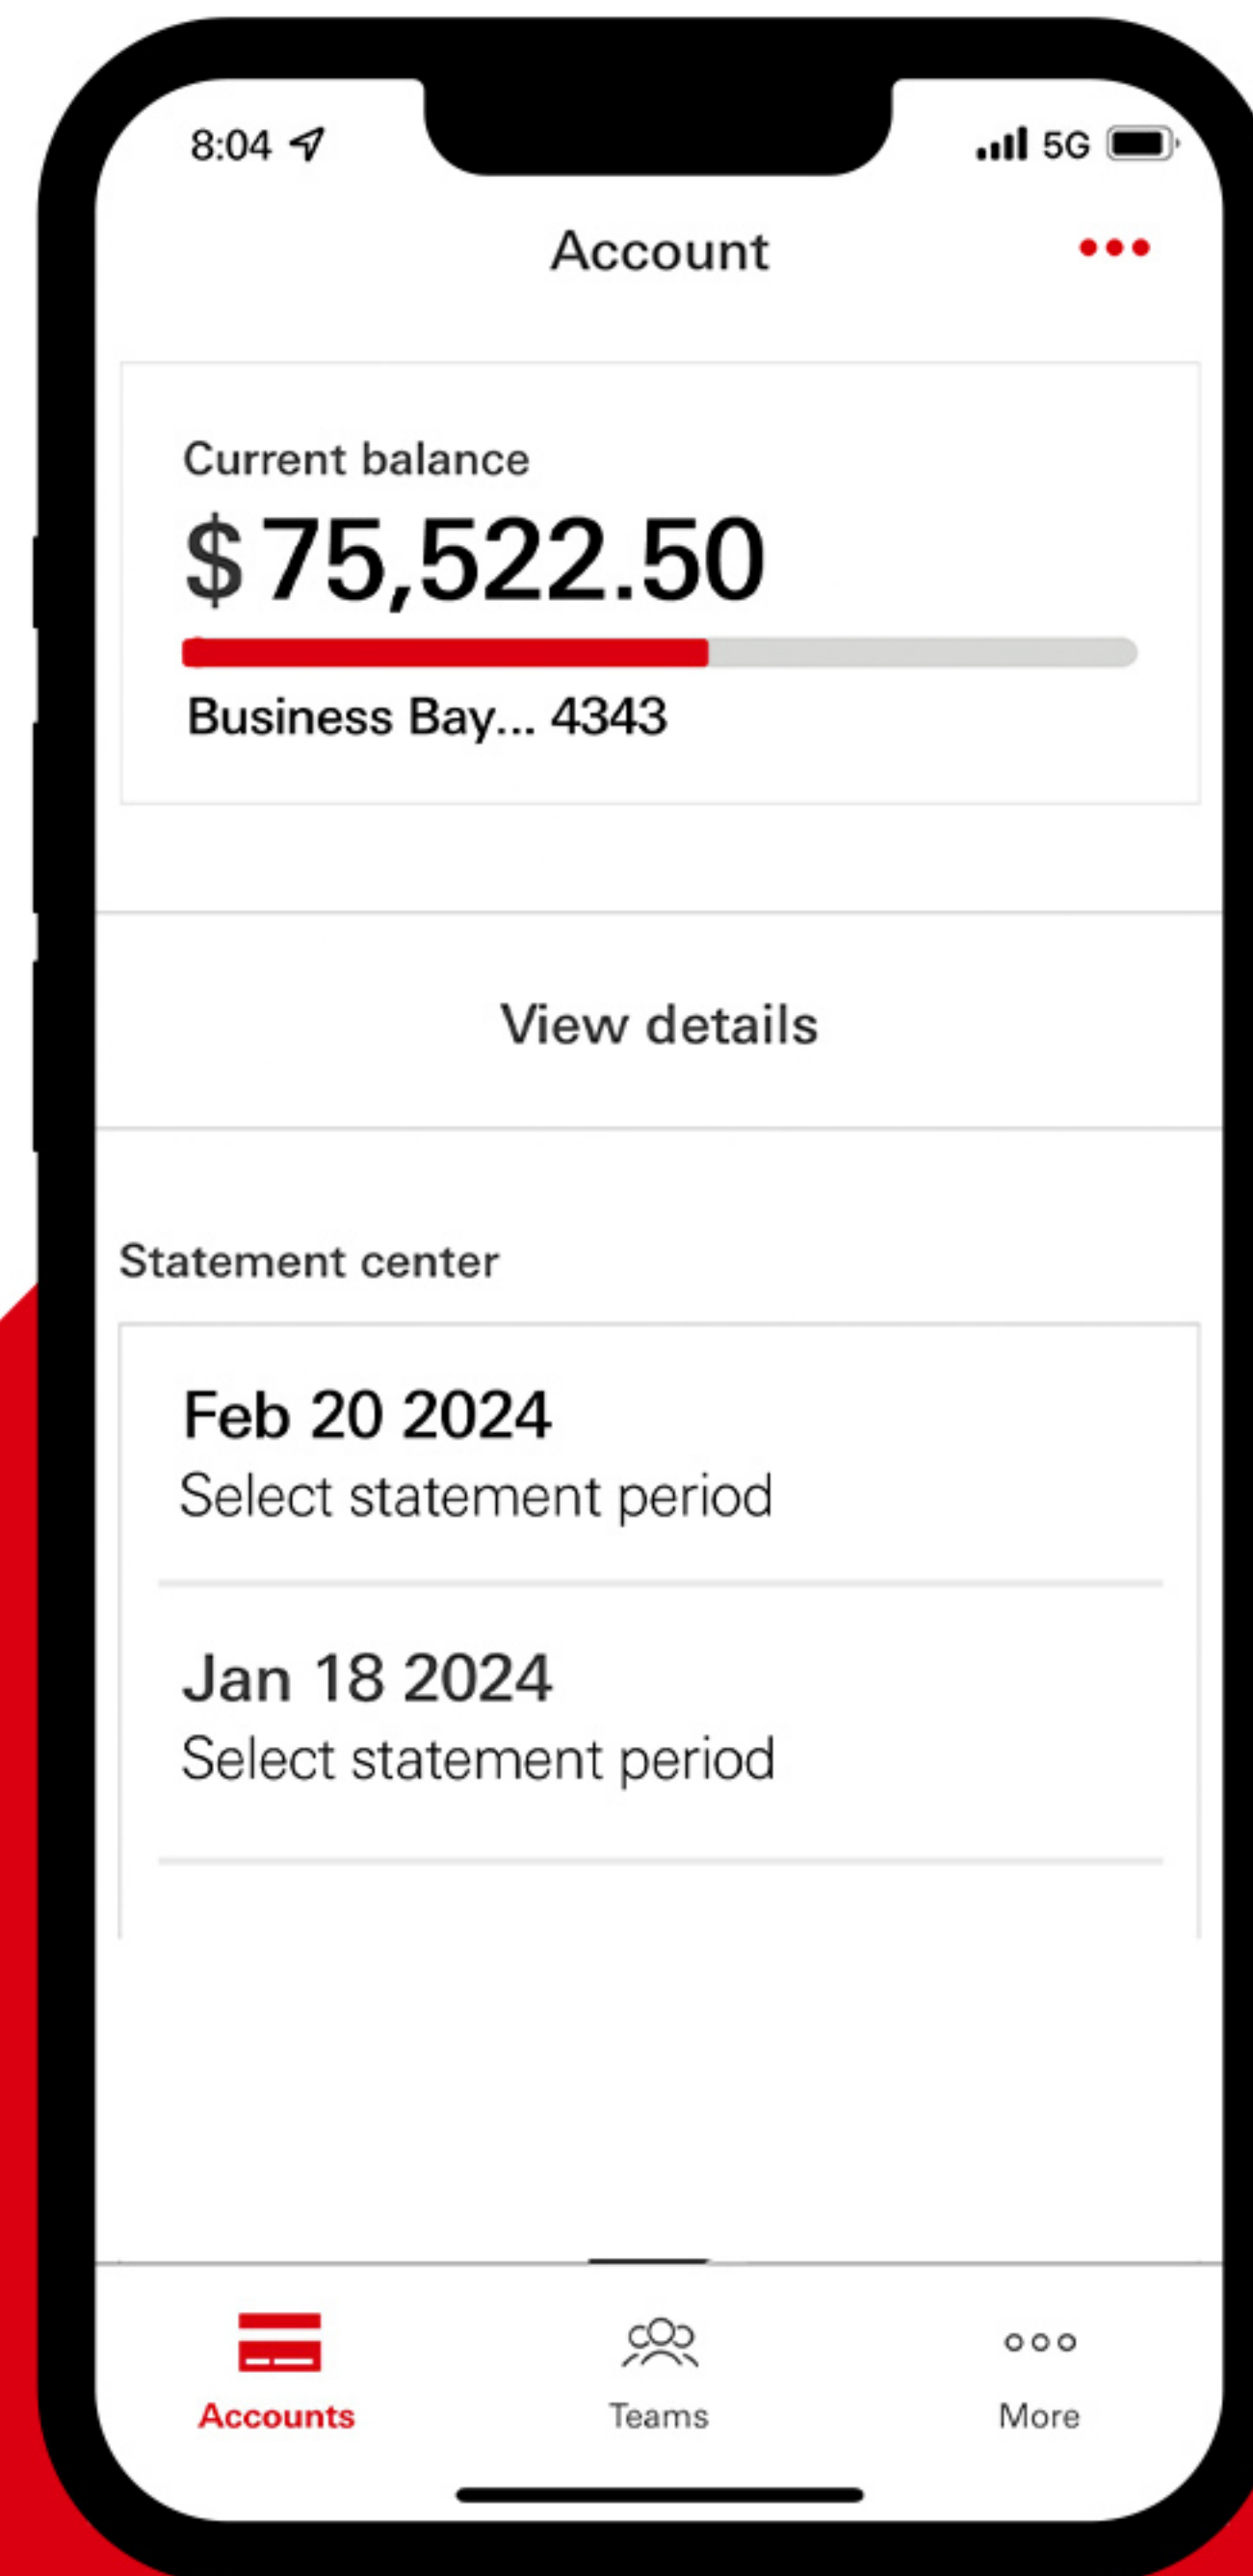 8:04 5G
Account
Current balance
$ 75,522.50
Business Bay... 4343
View details
Statement center
Feb 20 2024
Select statement period
Jan 18 2024
Select statement period
Accounts Teams More